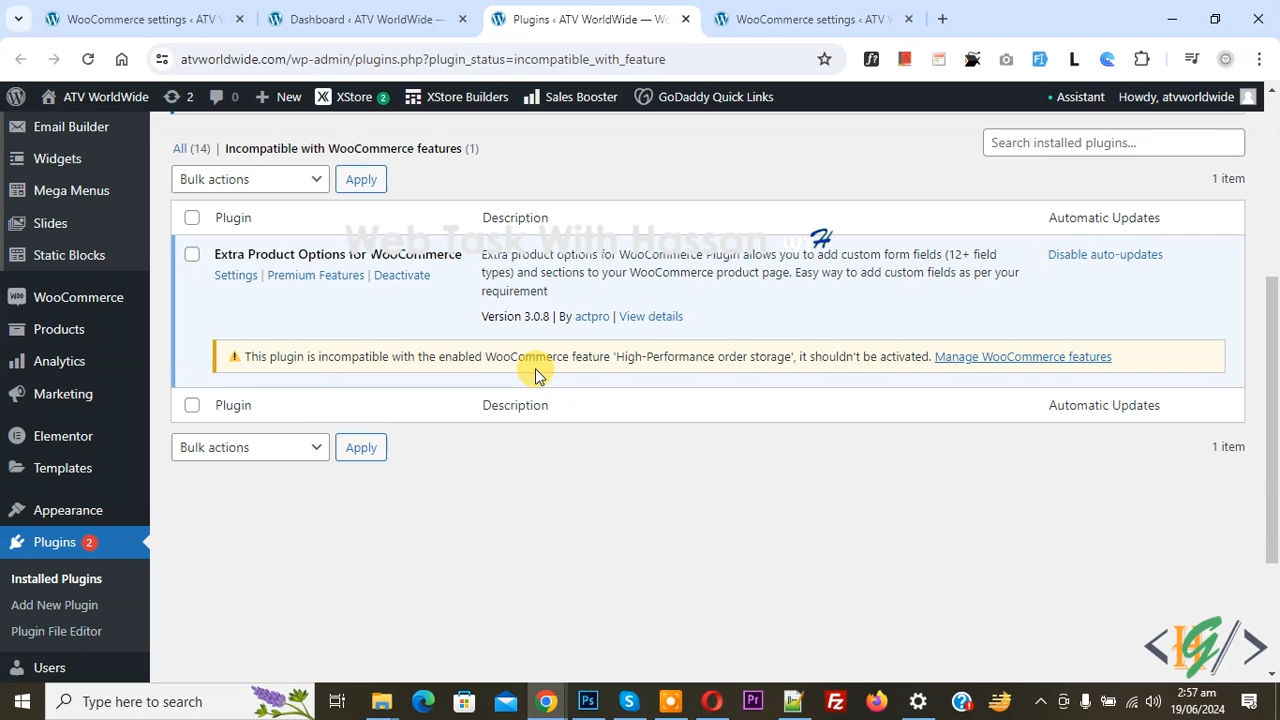 WooCommerce settings ‹ ATV W
Dashboard ‹ ATV WorldWide —
Plugins ‹ ATV WorldWide — Wo
WooCommerce settings ‹ ATV W
atvworldwide.com/wp-admin/plugins.php?plugin_status=incompatible_with_feature
ATV WorldWide
2
0
New
XStore 2
XStore Builders
Sales Booster
GoDaddy Quick Links
Assistant
Howdy, atvworldwide
Email Builder
Widgets
Mega Menus
Slides
Static Blocks
WooCommerce
Products
Analytics
Marketing
Elementor
Templates
Appearance
Plugins 2
Installed Plugins
Add New Plugin
Plugin File Editor
Users
All (14) | Incompatible with WooCommerce features (1)
Search installed plugins...
Bulk actions
Apply
1 item
Plugin
Description
Automatic Updates
Web Task With Hassan
Extra Product Options for WooCommerce
Settings | Premium Features | Deactivate
Extra product options for WooCommerce Plugin allows you to add custom form fields (12+ field
types) and sections to your WooCommerce product page. Easy way to add custom fields as per your
requirement
Version 3.0.8 | By actpro | View details
Disable auto-updates
This plugin is incompatible with the enabled WooCommerce feature 'High-Performance order storage', it shouldn't be activated. Manage WooCommerce features
Plugin
Description
Automatic Updates
Bulk actions
Apply
1 item
Type here to search
2:57 am
19/06/2024